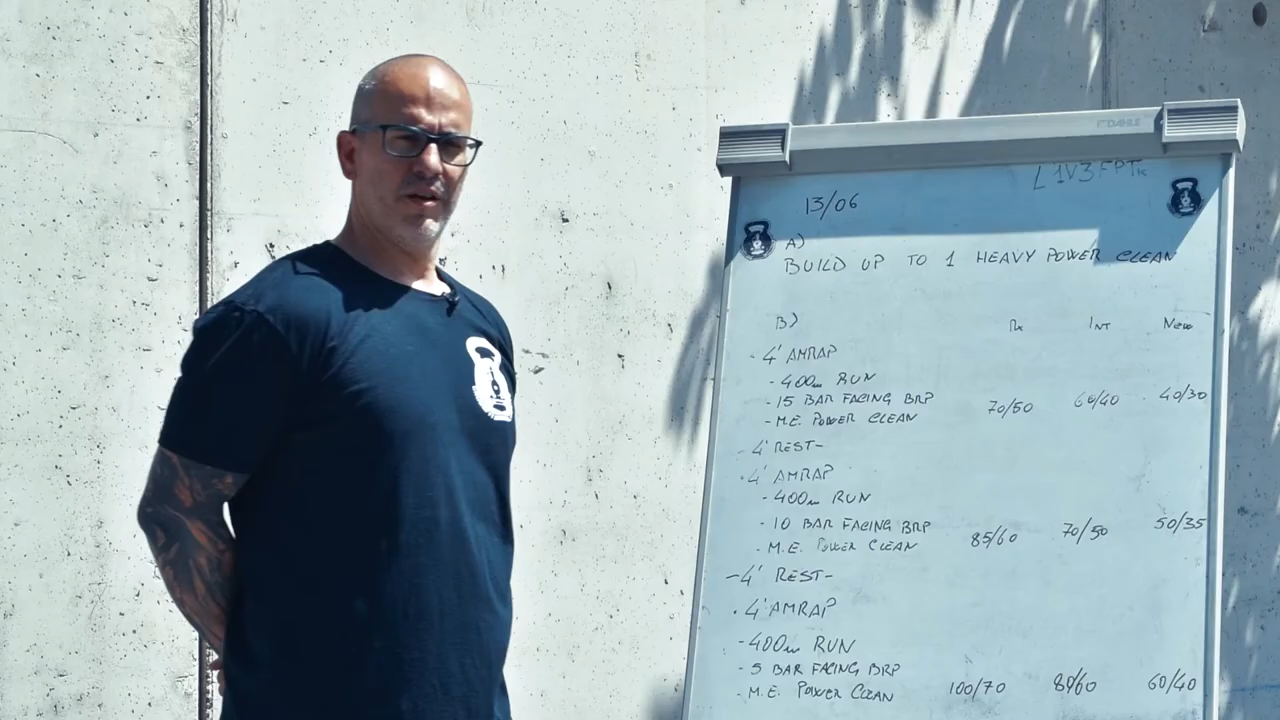 DAHLE
L1V3FPTK
13/06
A)
BUILD UP TO 1 HEAVY POWER CLEAN
B) Rx INT New
- 4' AMRAP
- 400m RUN
- 15 BAR FACING BRP 70/50 60/40 40/30
- M.E. POWER CLEAN
4' REST-
- 4' AMRAP
- 400m RUN
- 10 BAR FACING BRP
- M.E. POWER CLEAN 85/60 70/50 50/35
-4' REST-
. 4' AMRAP
- 400m RUN
- 5 BAR FACING BRP
- M.E. POWER CLEAN 100/70 80/60 60/40